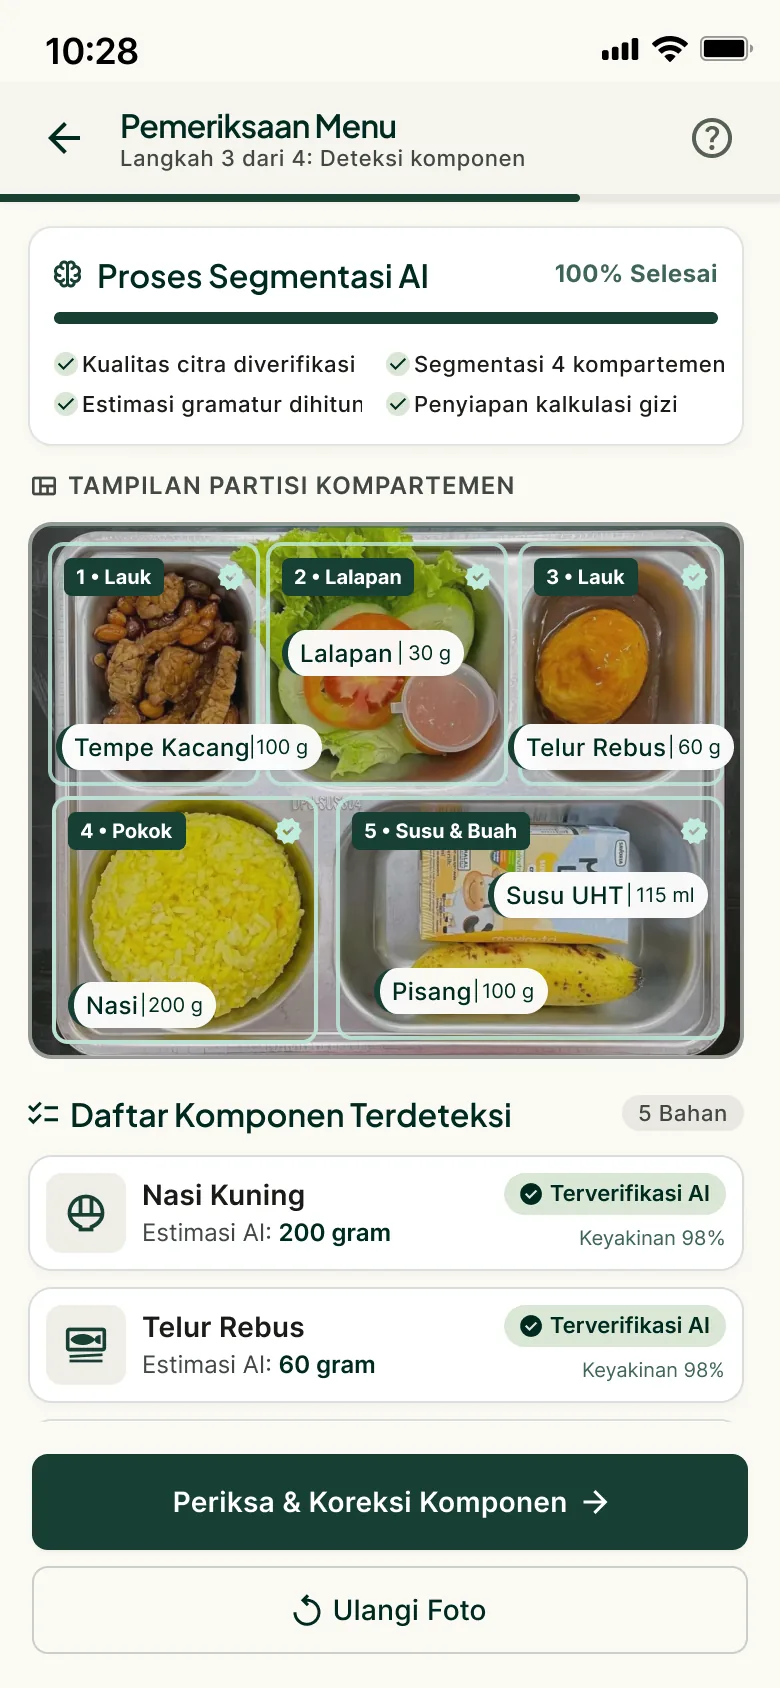 10:28
Pemeriksaan Menu
Langkah 3 dari 4: Deteksi komponen
Proses Segmentasi AI
100% Selesai
Kualitas citra diverifikasi
Segmentasi 4 kompartemen
Estimasi gramatur dihitun
Penyiapan kalkulasi gizi
TAMPILAN PARTISI KOMPARTEMEN
1 • Lauk
2 • Lalapan
3 • Lauk
Lalapan | 30 g
Tempe Kacang|100 g
Telur Rebus|60 g
4 • Pokok
5 • Susu & Buah
Susu UHT|115 ml
Pisang|100 g
Nasi|200 g
Daftar Komponen Terdeteksi
5 Bahan
Nasi Kuning
Terverifikasi AI
Estimasi AI: 200 gram
Keyakinan 98%
Telur Rebus
Terverifikasi AI
Estimasi AI: 60 gram
Keyakinan 98%
Periksa & Koreksi Komponen →
Ulangi Foto